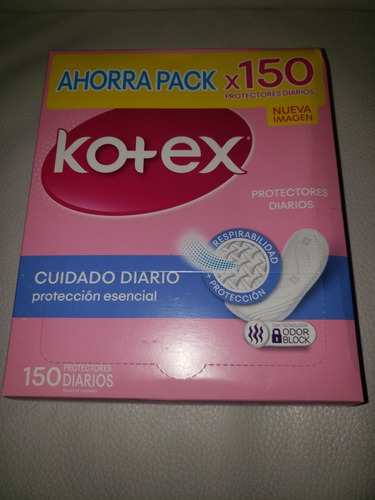 AHORRA PACK x150
PROTECTORES DIARIOS
NUEVA
IMAGEN
kotex
PROTECTORES
DIARIOS
RESPIRABILIDAD
+ PROTECCIÓN
CUIDADO DIARIO
protección esencial
CON TECNOLOGÍA
ODOR
BLOCK
150 PROTECTORES
DIARIOS